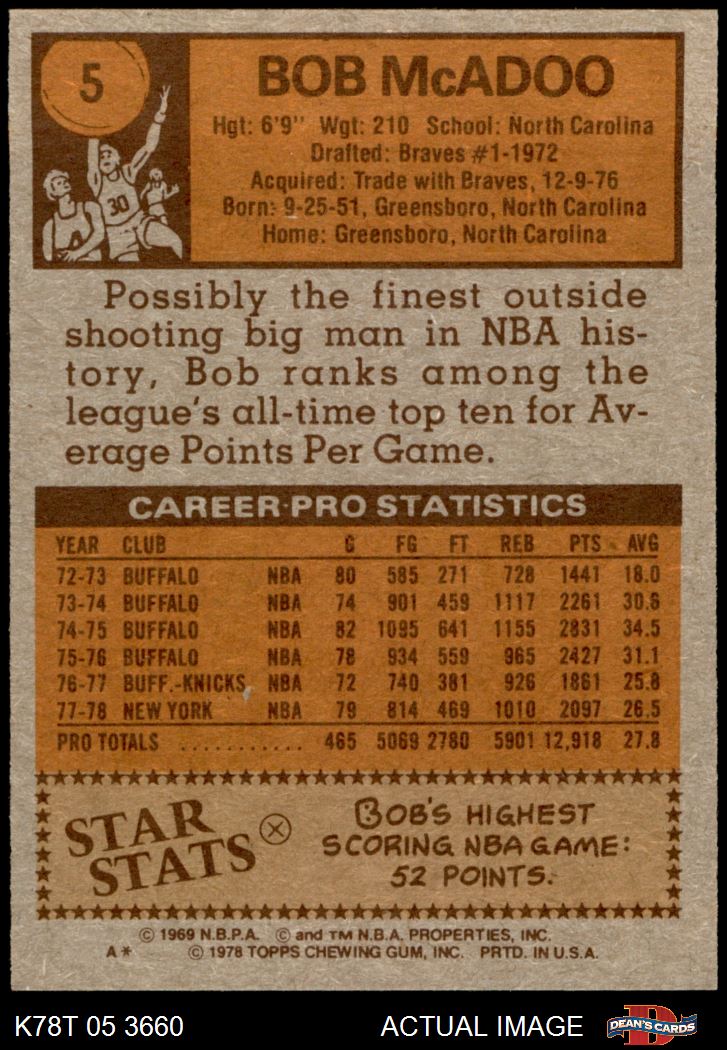 5
BOB McADOO
30
Hgt: 6'9" Wgt: 210 School: North Carolina
Drafted: Braves #1-1972
Acquired: Trade with Braves, 12-9-76
Born: 9-25-51, Greensboro, North Carolina
Home: Greensboro, North Carolina
Possibly the finest outside
shooting big man in NBA his-
tory, Bob ranks among the
league's all-time top ten for Av-
erage Points Per Game.
CAREER PRO STATISTICS
YEAR CLUB G FG FT REB PTS AVG
72-73 BUFFALO NBA 80 585 271 728 1441 18.0
73-74 BUFFALO NBA 74 901 459 1117 2261 30.6
74-75 BUFFALO NBA 82 1095 641 1155 2831 34.5
75-76 BUFFALO NBA 78 934 559 965 2427 31.1
76-77 BUFF.-KNICKS NBA 72 740 381 926 1861 25.8
77-78 NEW YORK NBA 79 814 469 1010 2097 26.5
PRO TOTALS ........... 465 5069 2780 5901 12,918 27.8
STAR
STATS
BOB'S HIGHEST
SCORING NBA GAME:
52 POINTS.
© 1969 N.B.P.A. © and TM N.B.A. PROPERTIES, INC.
A* © 1978 TOPPS CHEWING GUM, INC. PRTD. IN U.S.A.
K78T 05 3660 ACTUAL IMAGE DEAN'S CARDS